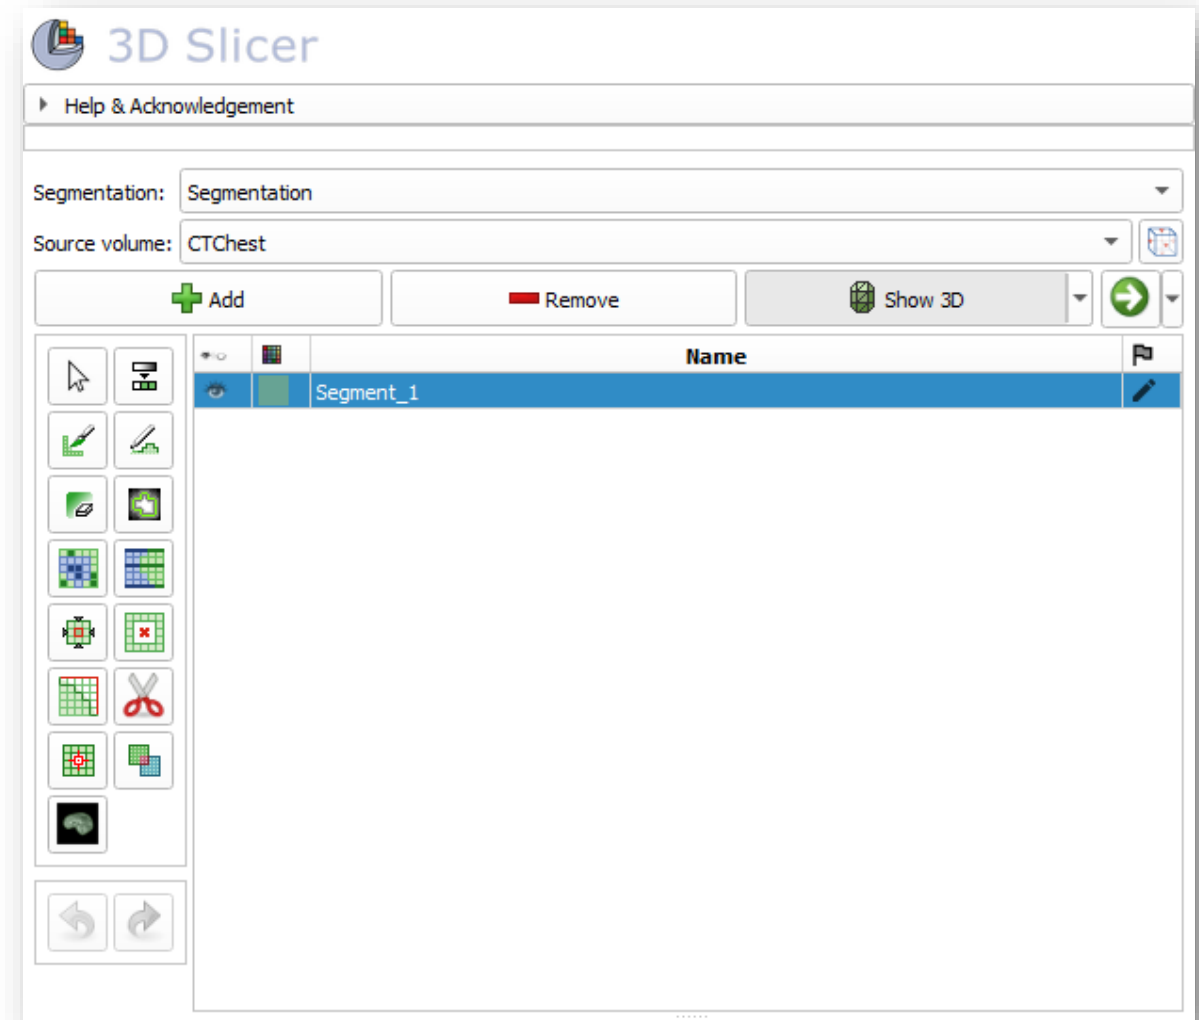 3D Slicer
Help & Acknowledgement
Segmentation: Segmentation
Source volume: CTChest
Add Remove Show 3D
Name
Segment_1